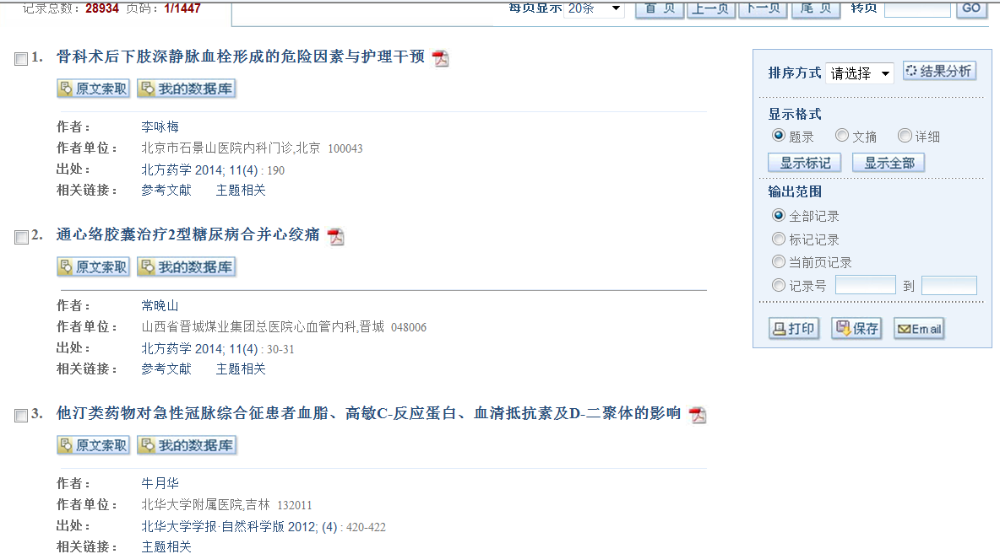 记录总数: 28934 页码: 1/1447
每页显示 20条 首 页 上一页 下一页 尾 页 转页 GO
1. 骨科术后下肢深静脉血栓形成的危险因素与护理干预
原文索取 我的数据库
作者： 李咏梅
作者单位： 北京市石景山医院内科门诊,北京 100043
出处： 北方药学 2014; 11(4) : 190
相关链接： 参考文献 主题相关
2. 通心络胶囊治疗2型糖尿病合并心绞痛
原文索取 我的数据库
作者： 常晚山
作者单位： 山西省晋城煤业集团总医院心血管内科,晋城 048006
出处： 北方药学 2014; 11(4) : 30-31
相关链接： 参考文献 主题相关
3. 他汀类药物对急性冠脉综合征患者血脂、高敏C-反应蛋白、血清抵抗素及D-二聚体的影响
原文索取 我的数据库
作者： 牛月华
作者单位： 北华大学附属医院,吉林 132011
出处： 北华大学学报·自然科学版 2012; (4) : 420-422
相关链接： 主题相关
排序方式 请选择 结果分析
显示格式
题录 文摘 详细
显示标记 显示全部
输出范围
全部记录
标记记录
当前页记录
记录号 到
打印 保存 Email